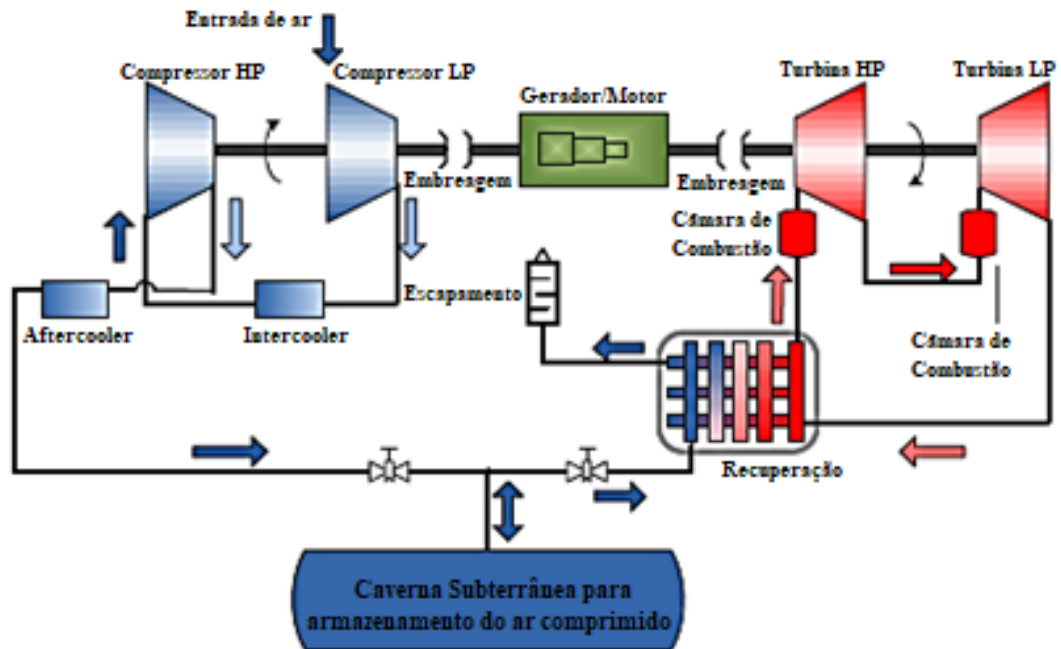 Entrada de ar
Compressor HP
Compressor LP
Gerador/Motor
Turbina HP
Turbina LP
Embreagem
Embreagem
Câmara de
Combustão
Escapamento
Aftercooler
Intercooler
Câmara de
Combustão
Recuperação
Caverna Subterrânea para
armazenamento do ar comprimido